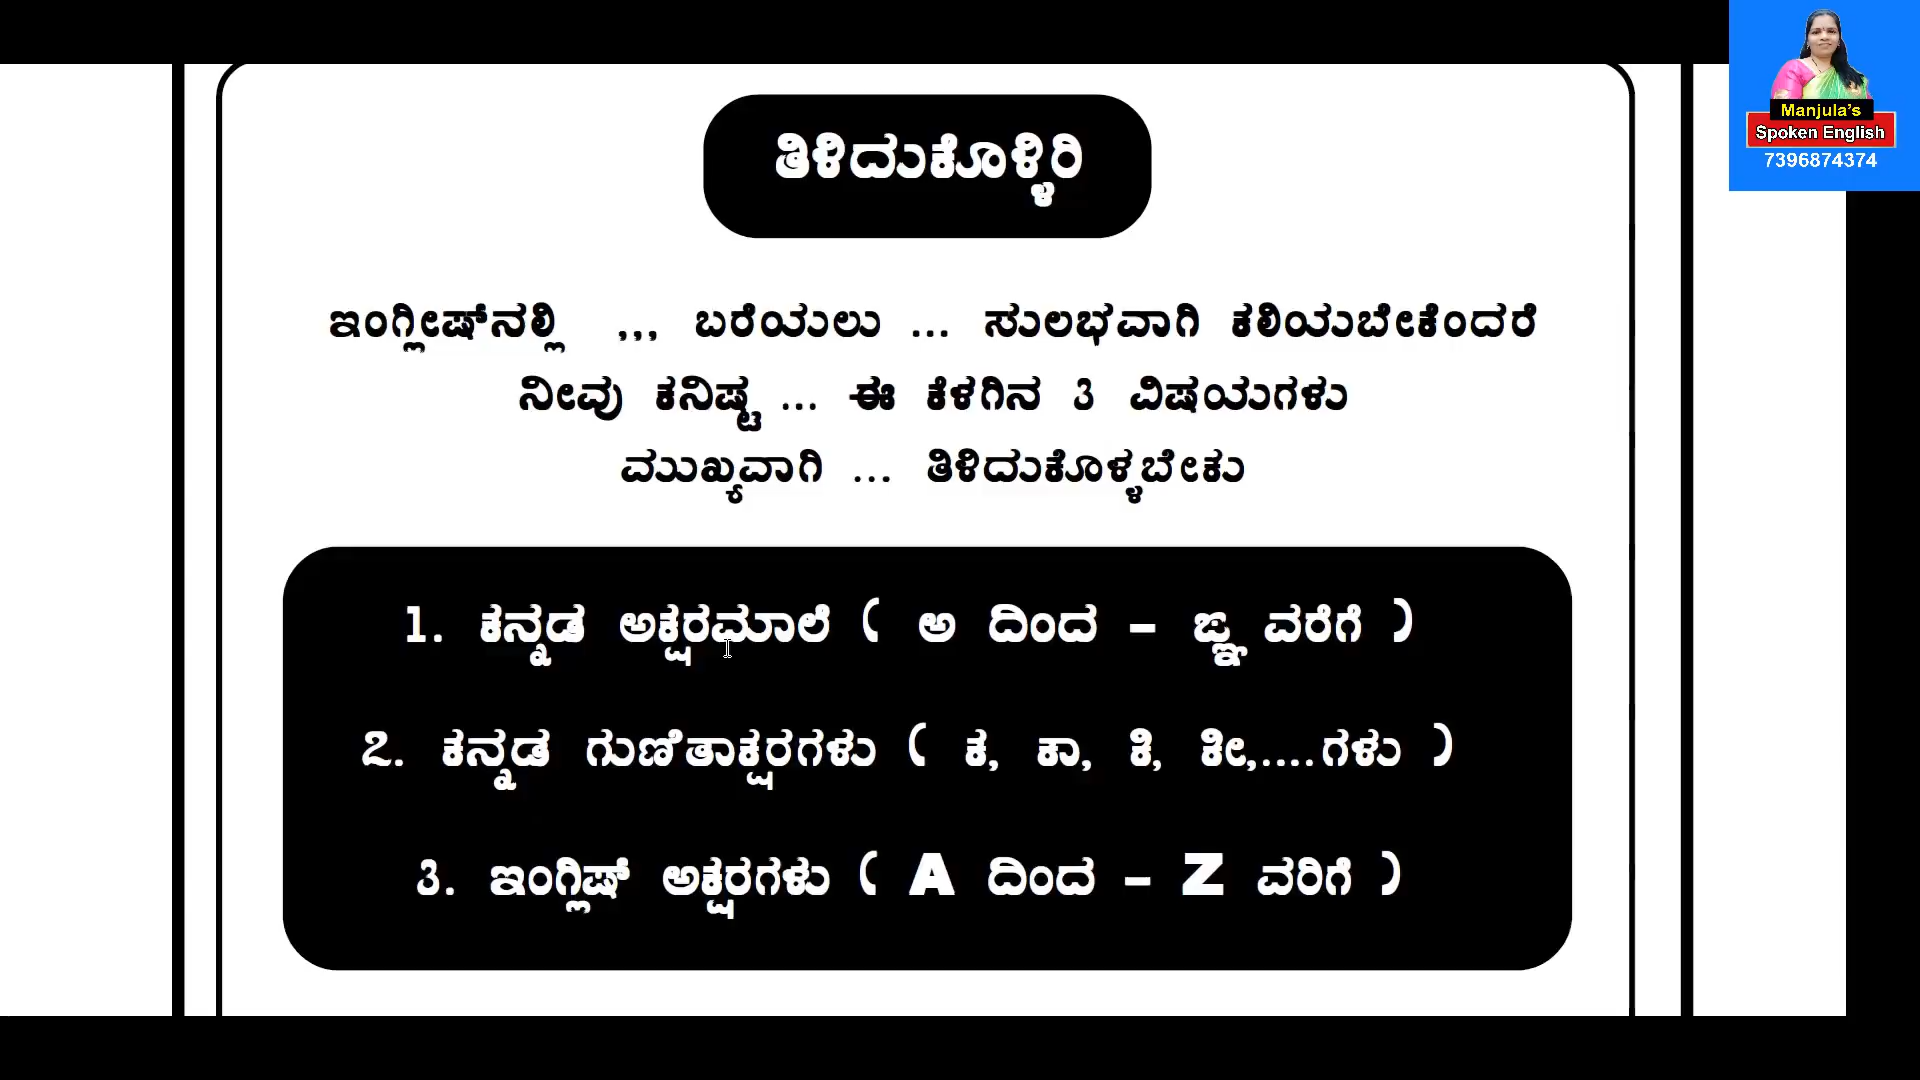 ತಿಳಿದುಕೊಳ್ಳಿರಿ
ಇಂಗ್ಲೀಷ್‌ನಲ್ಲಿ ,,, ಬರೆಯಲು ... ಸುಲಭವಾಗಿ ಕಲಿಯಬೇಕೆಂದರೆ
ನೀವು ಕನಿಷ್ಟ ... ಈ ಕೆಳಗಿನ 3 ವಿಷಯಗಳು
ಮುಖ್ಯವಾಗಿ ... ತಿಳಿದುಕೊಳ್ಳಬೇಕು
1. ಕನ್ನಡ ಅಕ್ಷರಮಾಲೆ ( ಅ ದಿಂದ - ಙ್ಞ ವರೆಗೆ )
2. ಕನ್ನಡ ಗುಣಿತಾಕ್ಷರಗಳು ( ಕ, ಕಾ, ಕಿ, ಕೀ,....ಗಳು )
3. ಇಂಗ್ಲಿಷ್ ಅಕ್ಷರಗಳು ( A ದಿಂದ - Z ವರಿಗೆ )
Manjula's
Spoken English
7396874374